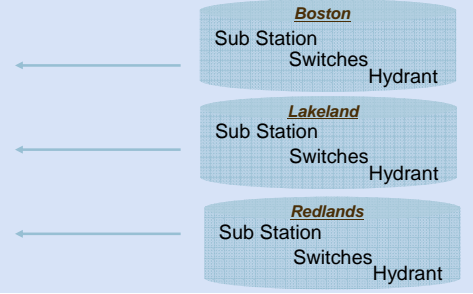 Boston
Sub Station
Switches
Hydrant
Lakeland
Sub Station
Switches
Hydrant
Redlands
Sub Station
Switches
Hydrant